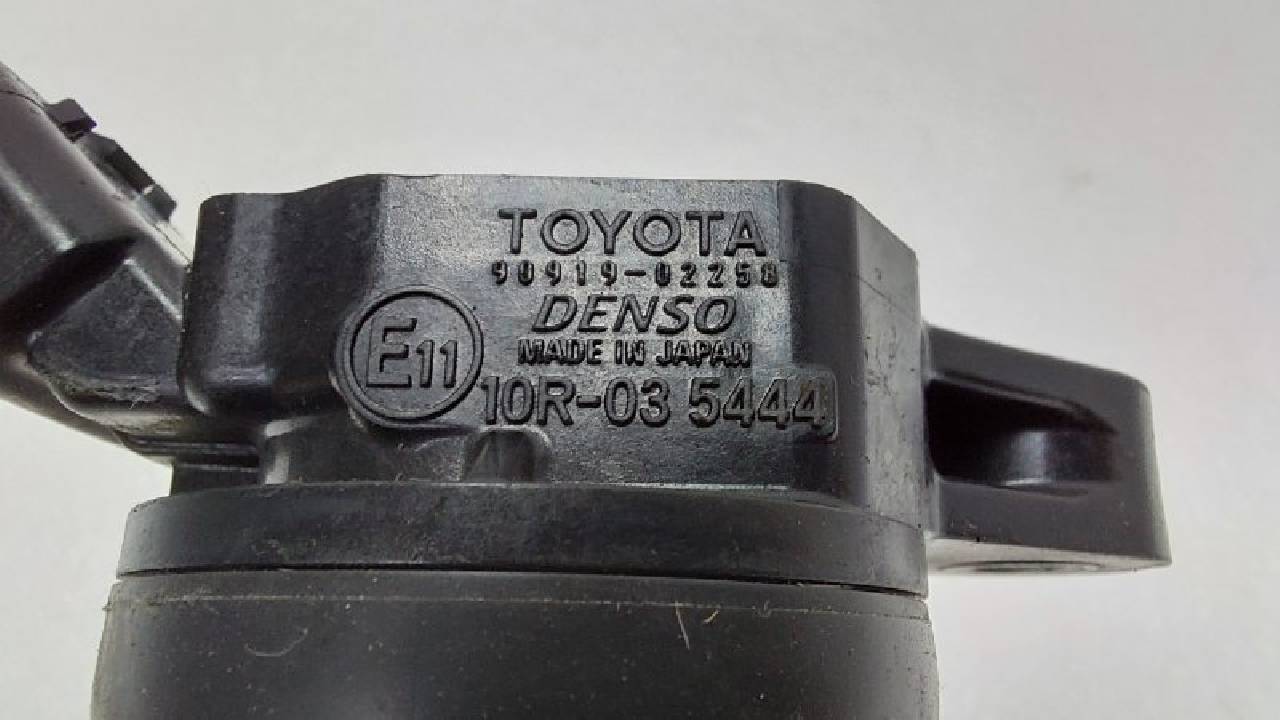 TOYOTA
90919-02258
DENSO
MADE IN JAPAN
E11
10R-03 5444